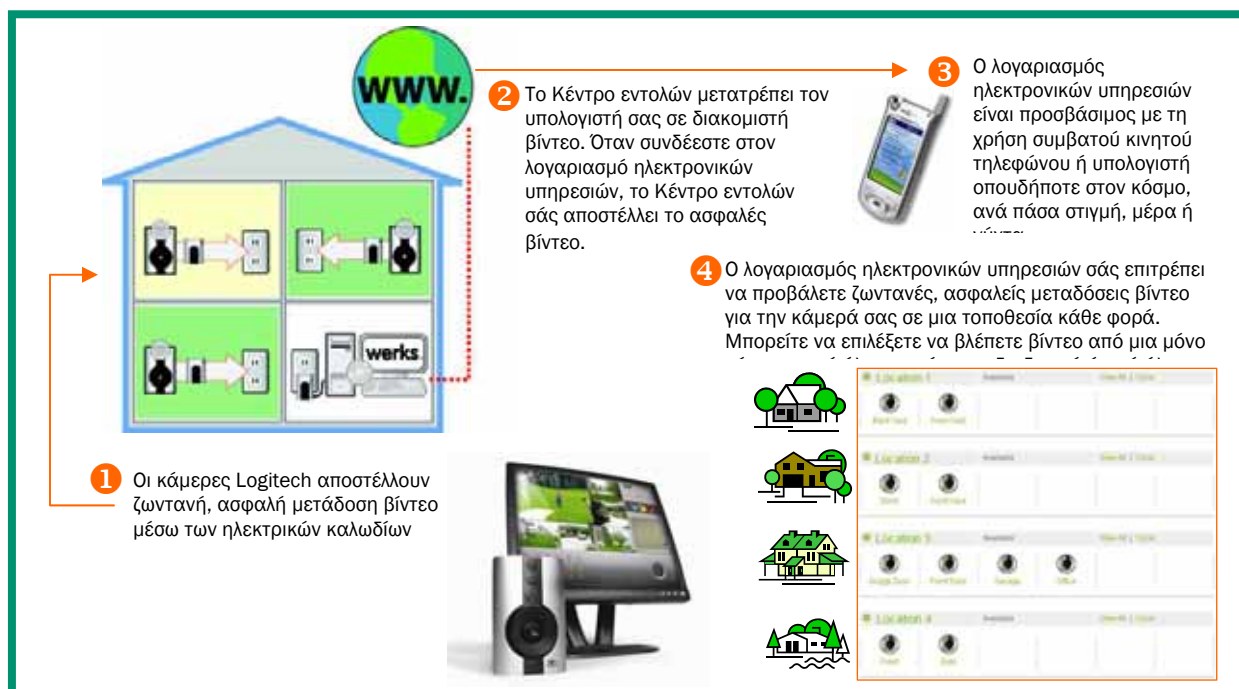 www.
2 Το Κέντρο εντολών μετατρέπει τον
υπολογιστή σας σε διακομιστή
βίντεο. Όταν συνδέεστε στον
λογαριασμό ηλεκτρονικών
υπηρεσιών, το Κέντρο εντολών
σάς αποστέλλει το ασφαλές
βίντεο.
3 Ο λογαριασμός
ηλεκτρονικών υπηρεσιών
είναι προσβάσιμος με τη
χρήση συμβατού κινητού
τηλεφώνου ή υπολογιστή
οπουδήποτε στον κόσμο,
ανά πάσα στιγμή, μέρα ή
werks
4 Ο λογαριασμός ηλεκτρονικών υπηρεσιών σάς επιτρέπει
να προβάλετε ζωντανές, ασφαλείς μεταδόσεις βίντεο
για την κάμερά σας σε μια τοποθεσία κάθε φορά.
Μπορείτε να επιλέξετε να βλέπετε βίντεο από μια μόνο
1 Οι κάμερες Logitech αποστέλλουν
ζωντανή, ασφαλή μετάδοση βίντεο
μέσω των ηλεκτρικών καλωδίων
Location 1
Location 2
Location 3
Garage
Location 4